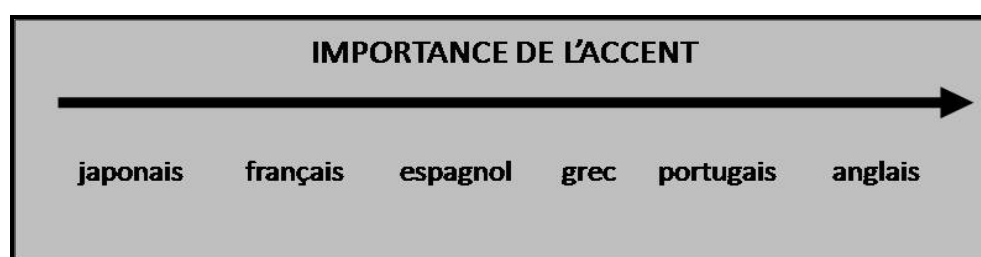 IMPORTANCE DE L'ACCENT
japonais français espagnol grec portugais anglais